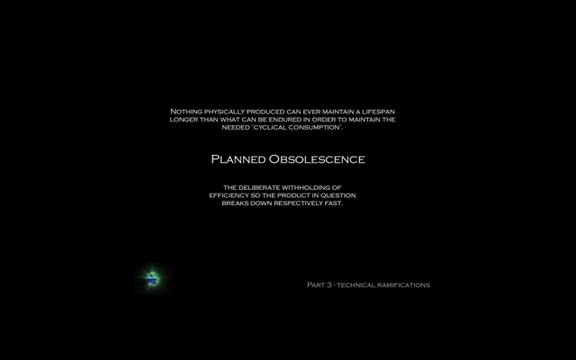 Nothing physically produced can ever maintain a lifespan
longer than what can be endured in order to maintain the
needed 'cyclical consumption'.
Planned Obsolescence
the deliberate withholding of
efficiency so the product in question
breaks down respectively fast.
Part 3 - technical ramifications